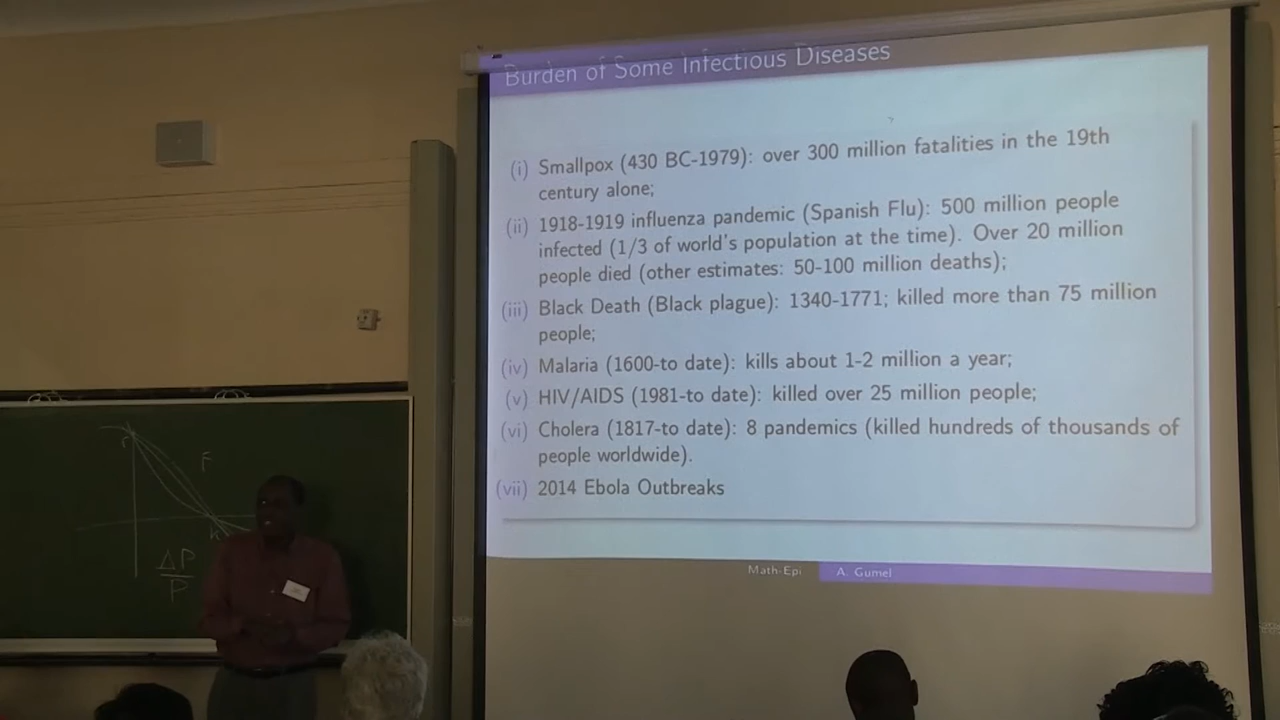 Burden of Some Infectious Diseases
(i) Smallpox (430 BC-1979): over 300 million fatalities in the 19th
century alone;
(ii) 1918-1919 influenza pandemic (Spanish Flu): 500 million people
infected (1/3 of world's population at the time). Over 20 million
people died (other estimates: 50-100 million deaths);
(iii) Black Death (Black plague): 1340-1771; killed more than 75 million
people;
(iv) Malaria (1600-to date): kills about 1-2 million a year;
(v) HIV/AIDS (1981-to date): killed over 25 million people;
(vi) Cholera (1817-to date): 8 pandemics (killed hundreds of thousands of
people worldwide).
(vii) 2014 Ebola Outbreaks
Math-Epi A. Gumel
r
F
K
ΔP
P